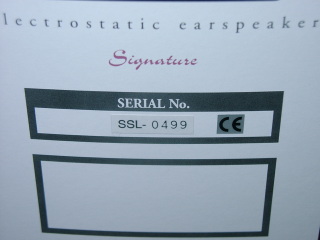 lectrostatic earspeaker
Signature
SERIAL No.
SSL-0499 CE